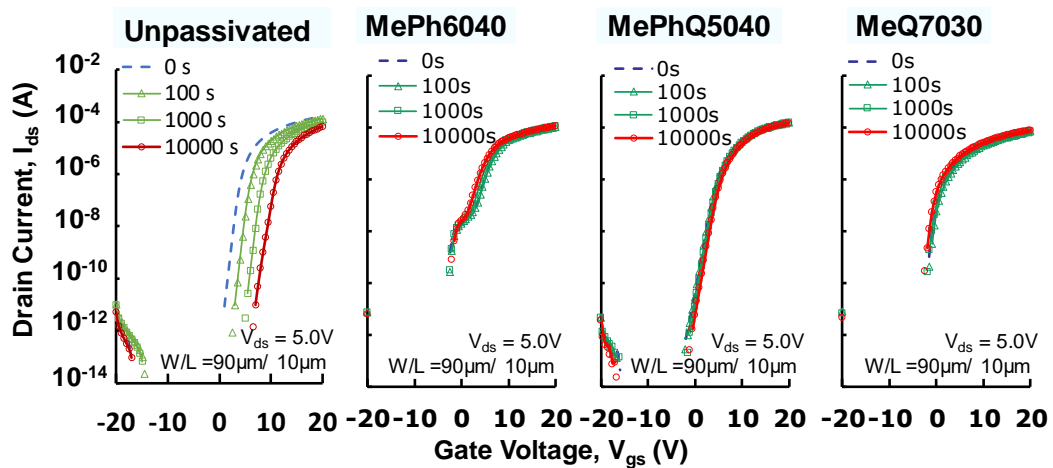 Unpassivated
0 s
100 s
1000 s
10000 s
MePh6040
0s
100s
1000s
10000s
MePhQ5040
0s
100s
1000s
10000s
MeQ7030
0s
100s
1000s
10000s
Drain Current, Ids (A)
10-2
10-4
10-6
10-8
10-10
10-12
10-14
Vds = 5.0V
W/L =90µm/ 10µm
Vds = 5.0V
W/L =90µm/ 10µm
Vds = 5.0V
W/L =90µm/ 10µm
Vds = 5.0V
W/L =90µm/ 10µm
-20 -10 0 10 20
-20 -10 0 10 20
-20 -10 0 10 20
-20 -10 0 10 20
Gate Voltage, Vgs (V)